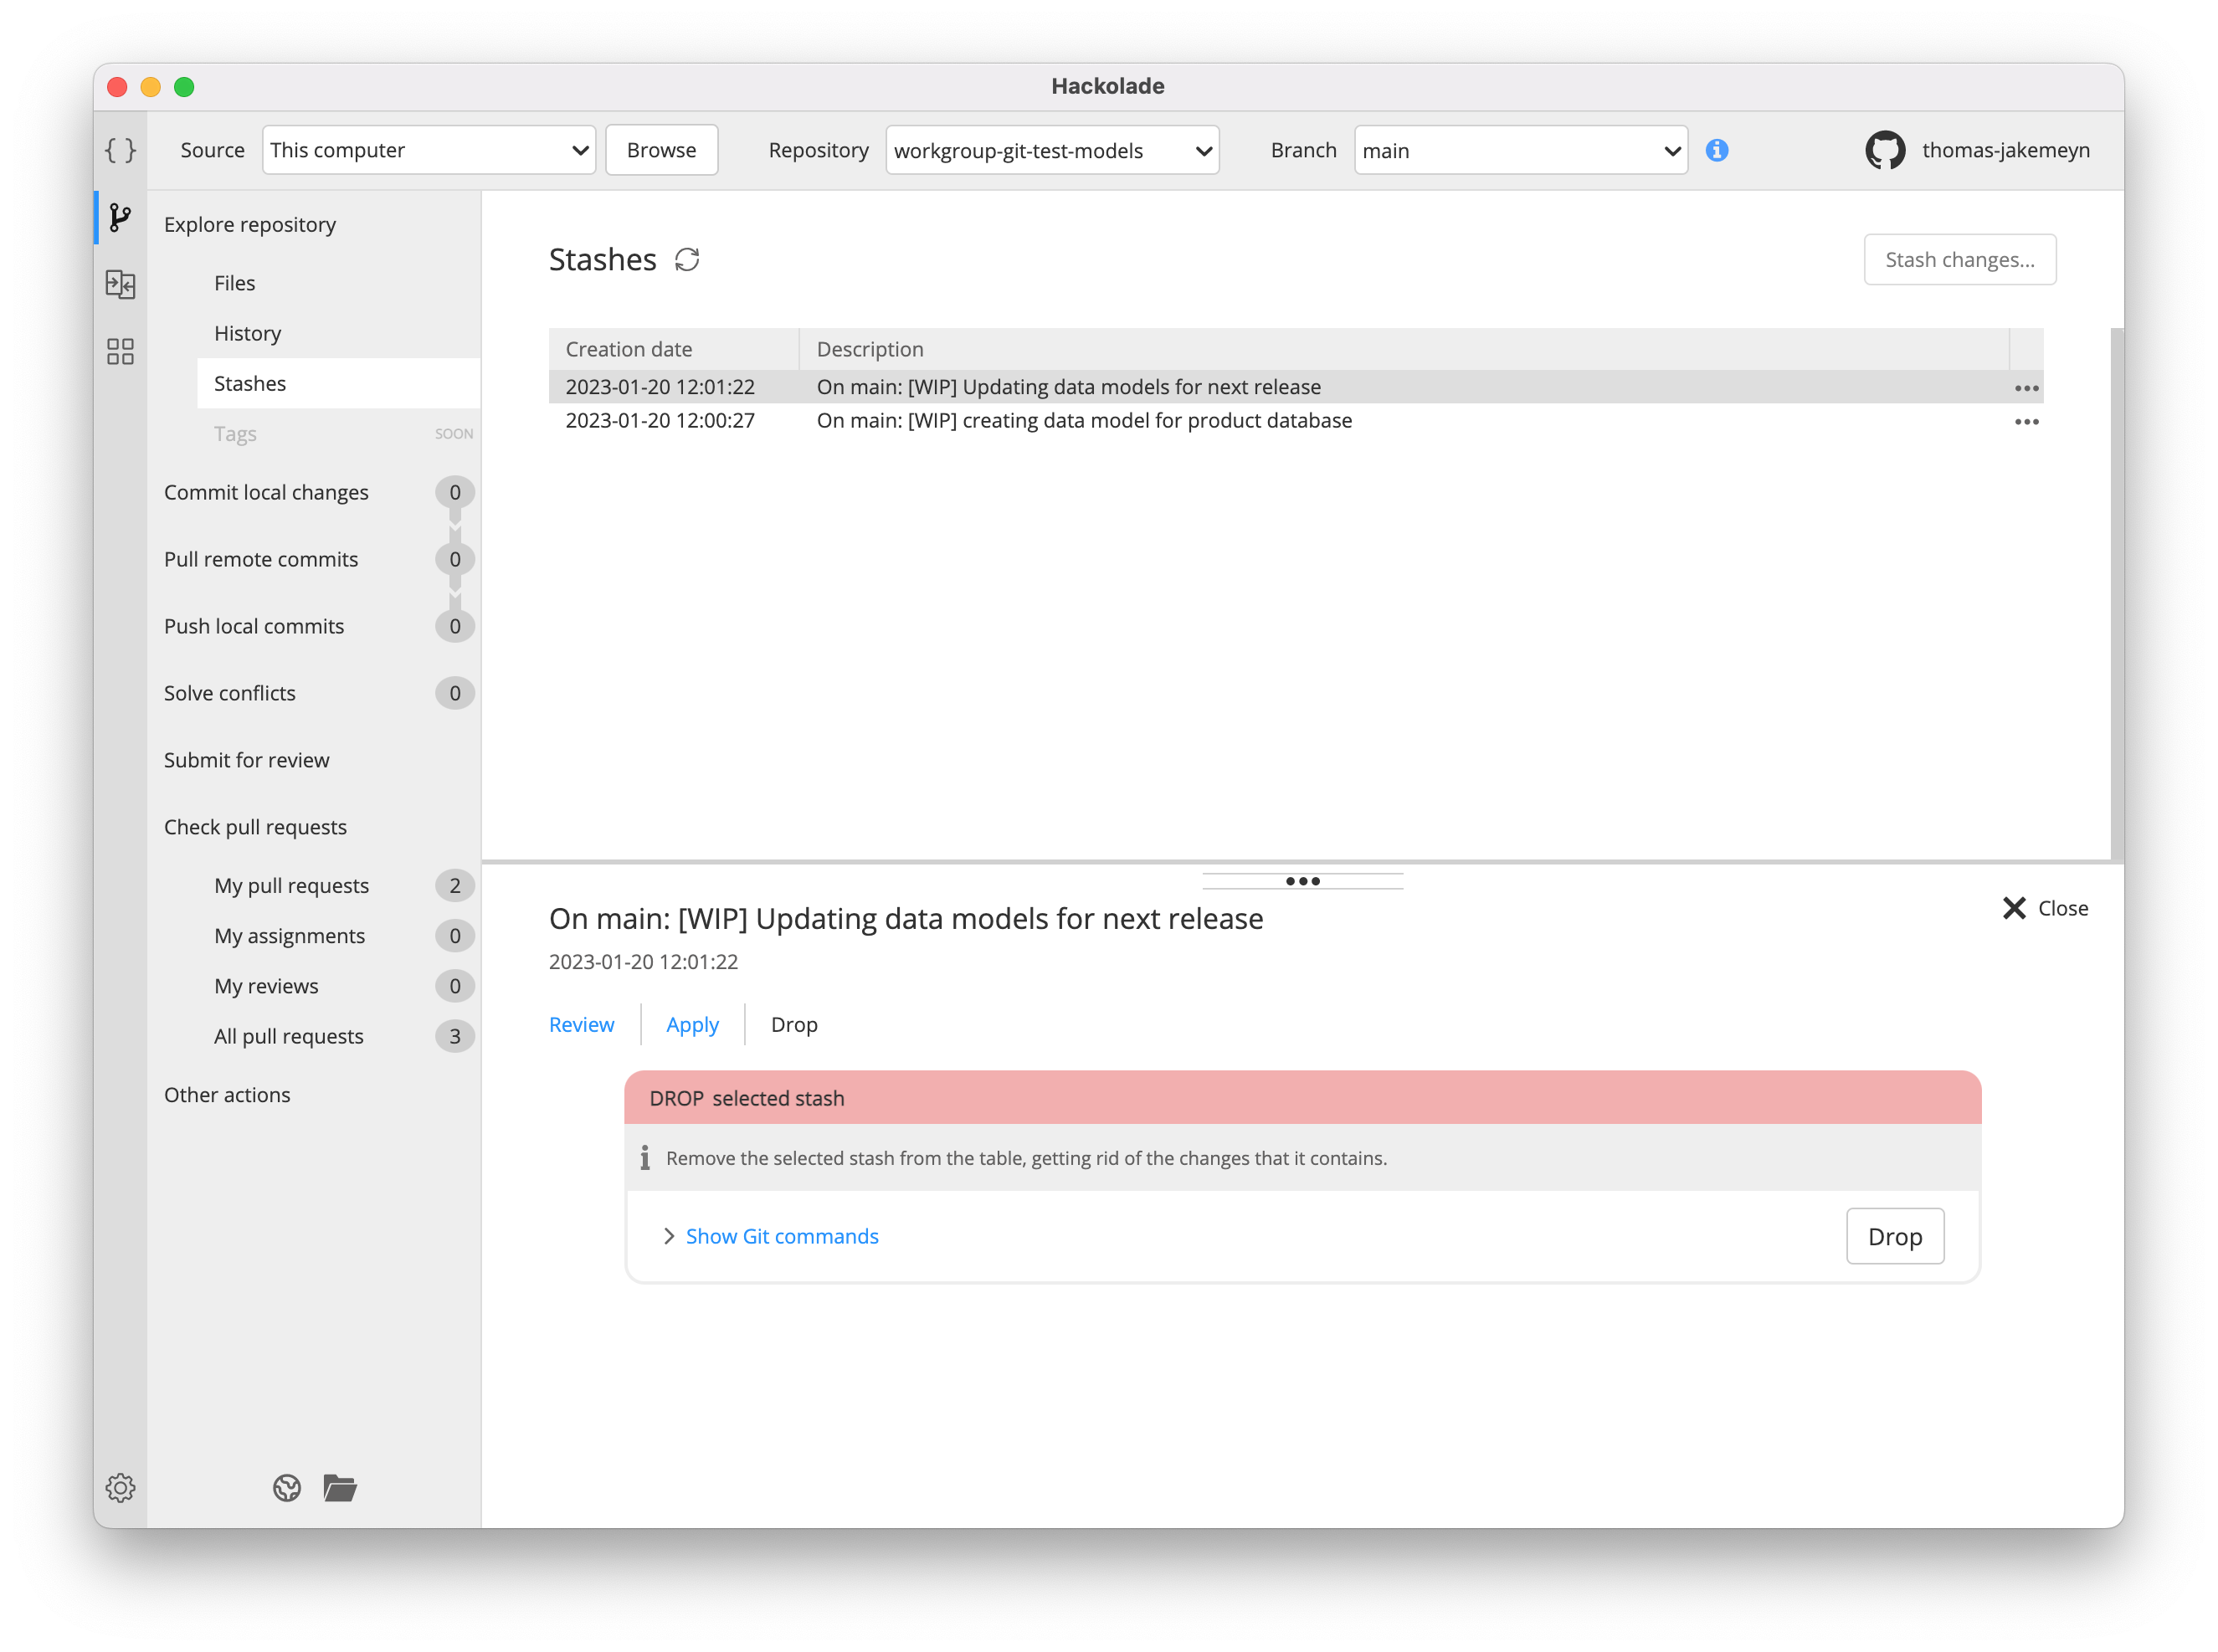 Hackolade
Source This computer Browse Repository workgroup-git-test-models Branch main thomas-jakemeyn
Explore repository
Files
History
Stashes
Tags SOON
Commit local changes 0
Pull remote commits 0
Push local commits 0
Solve conflicts 0
Submit for review
Check pull requests
My pull requests 2
My assignments 0
My reviews 0
All pull requests 3
Other actions
Stashes
Stash changes...
Creation date Description
2023-01-20 12:01:22 On main: [WIP] Updating data models for next release
2023-01-20 12:00:27 On main: [WIP] creating data model for product database
Close
On main: [WIP] Updating data models for next release
2023-01-20 12:01:22
Review Apply Drop
DROP selected stash
Remove the selected stash from the table, getting rid of the changes that it contains.
Show Git commands Drop